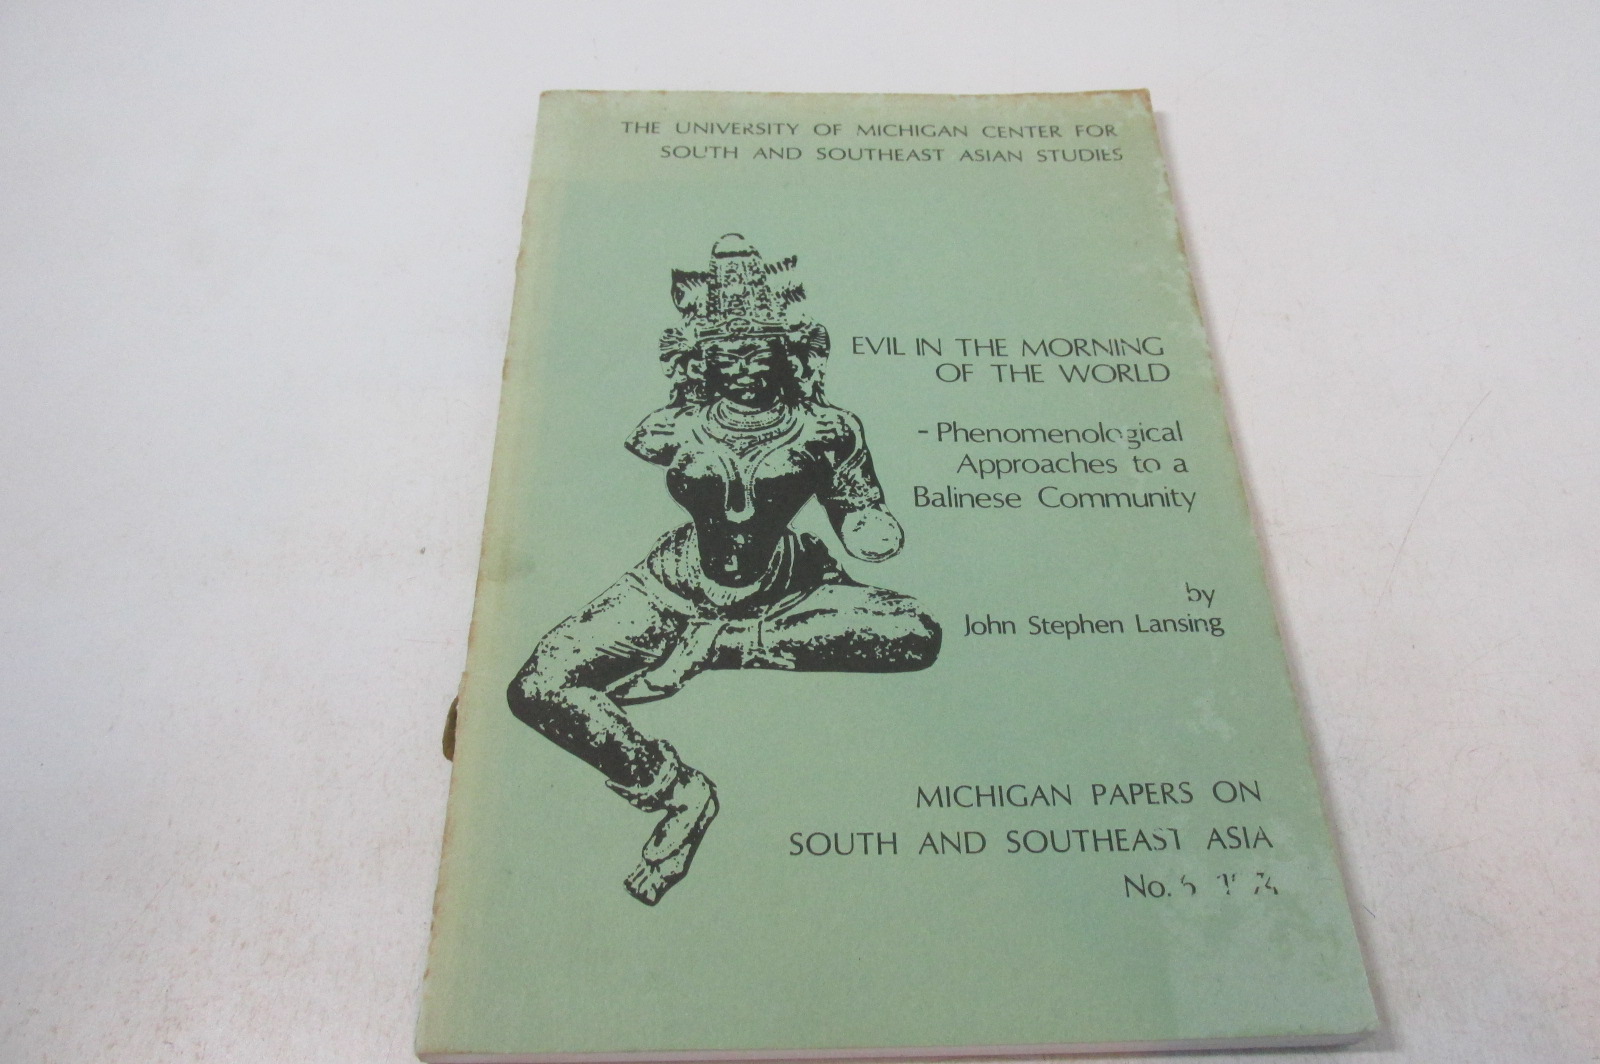 THE UNIVERSITY OF MICHIGAN CENTER FOR
SOUTH AND SOUTHEAST ASIAN STUDIES
EVIL IN THE MORNING
OF THE WORLD
- Phenomenological
Approaches to a
Balinese Community
by
John Stephen Lansing
MICHIGAN PAPERS ON
SOUTH AND SOUTHEAST ASIA
No.